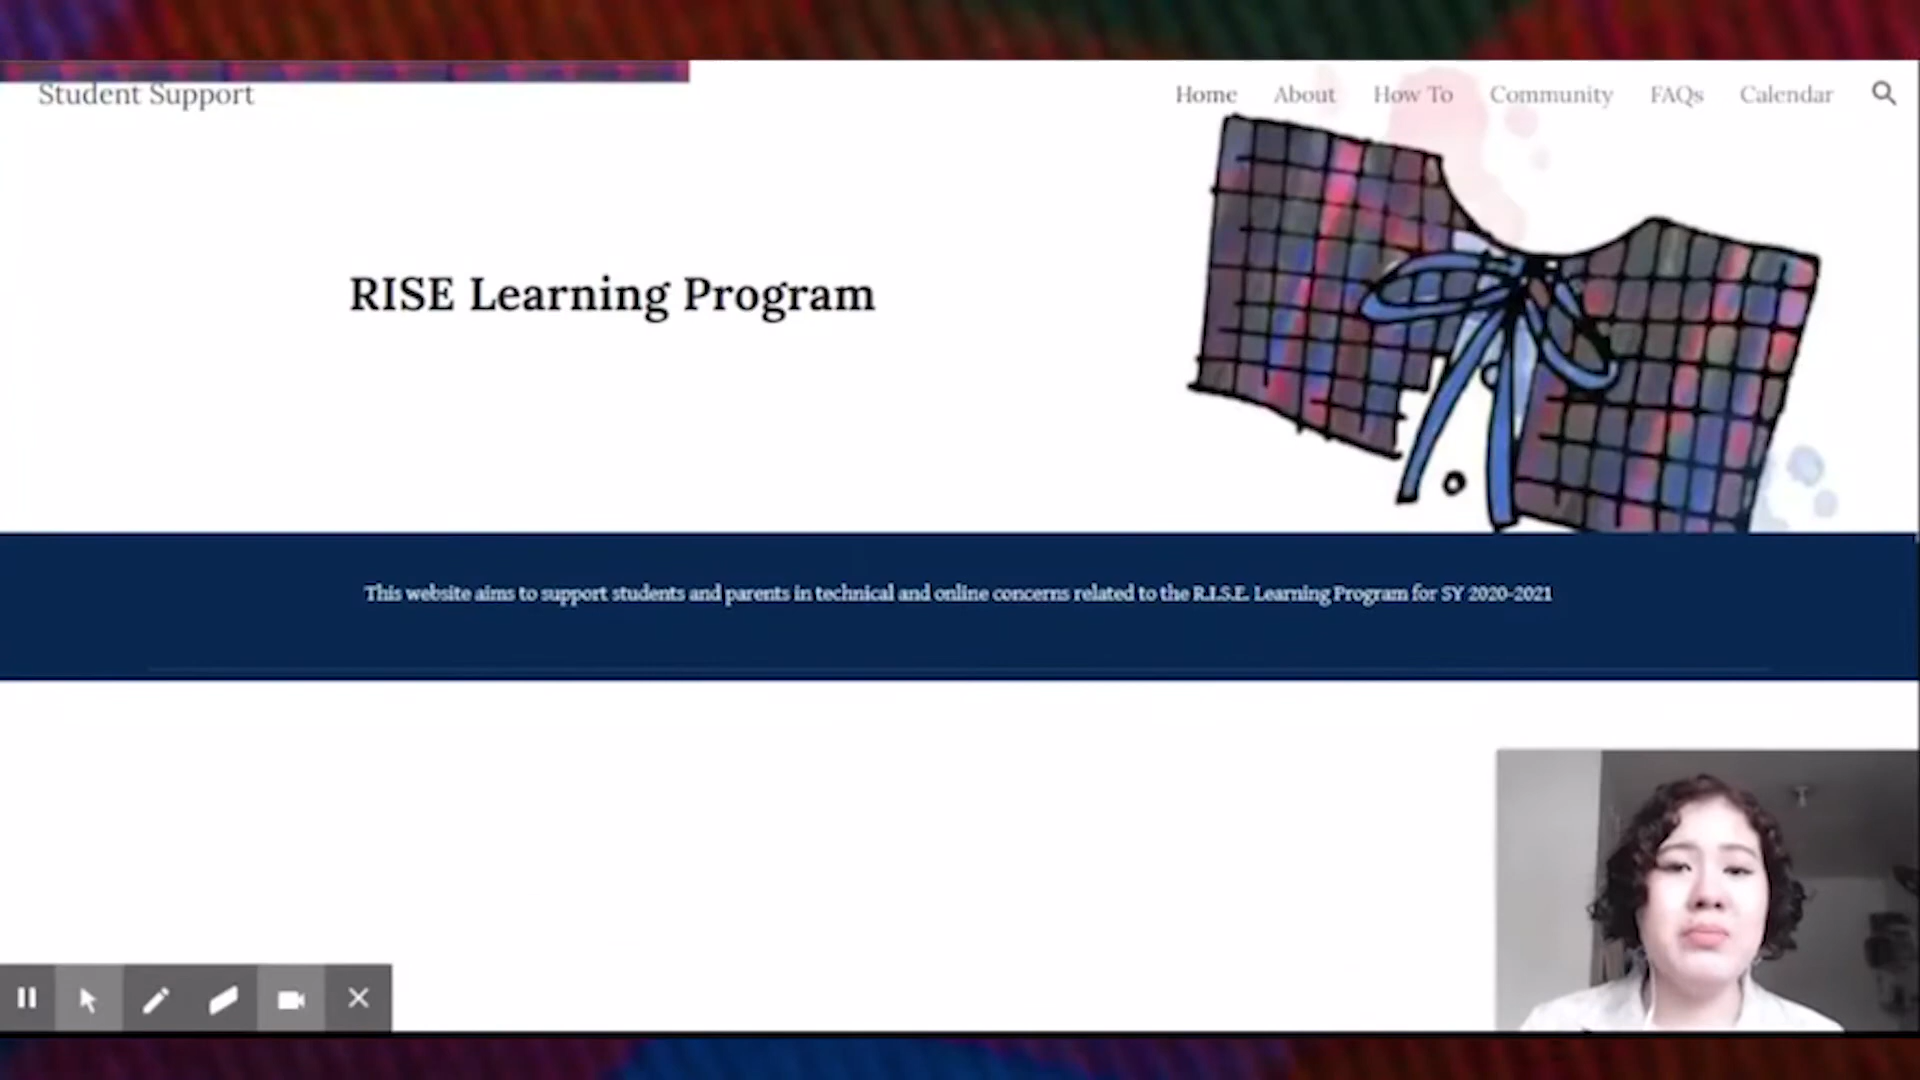 Student Support
Home About How To Community FAQs Calendar
RISE Learning Program
This website aims to support students and parents in technical and online concerns related to the R.I.S.E. Learning Program for SY 2020-2021